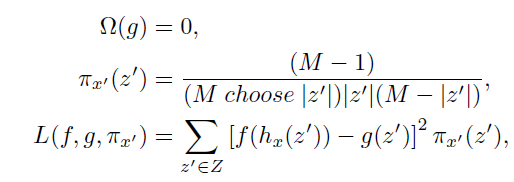 Ω(g) = 0,
π_{x′}(z′) = (M − 1) / ((M choose |z′|)|z′|(M − |z′|)),
L(f, g, π_{x′}) = ∑_{z′∈Z} [f(h_x(z′)) − g(z′)]² π_{x′}(z′),